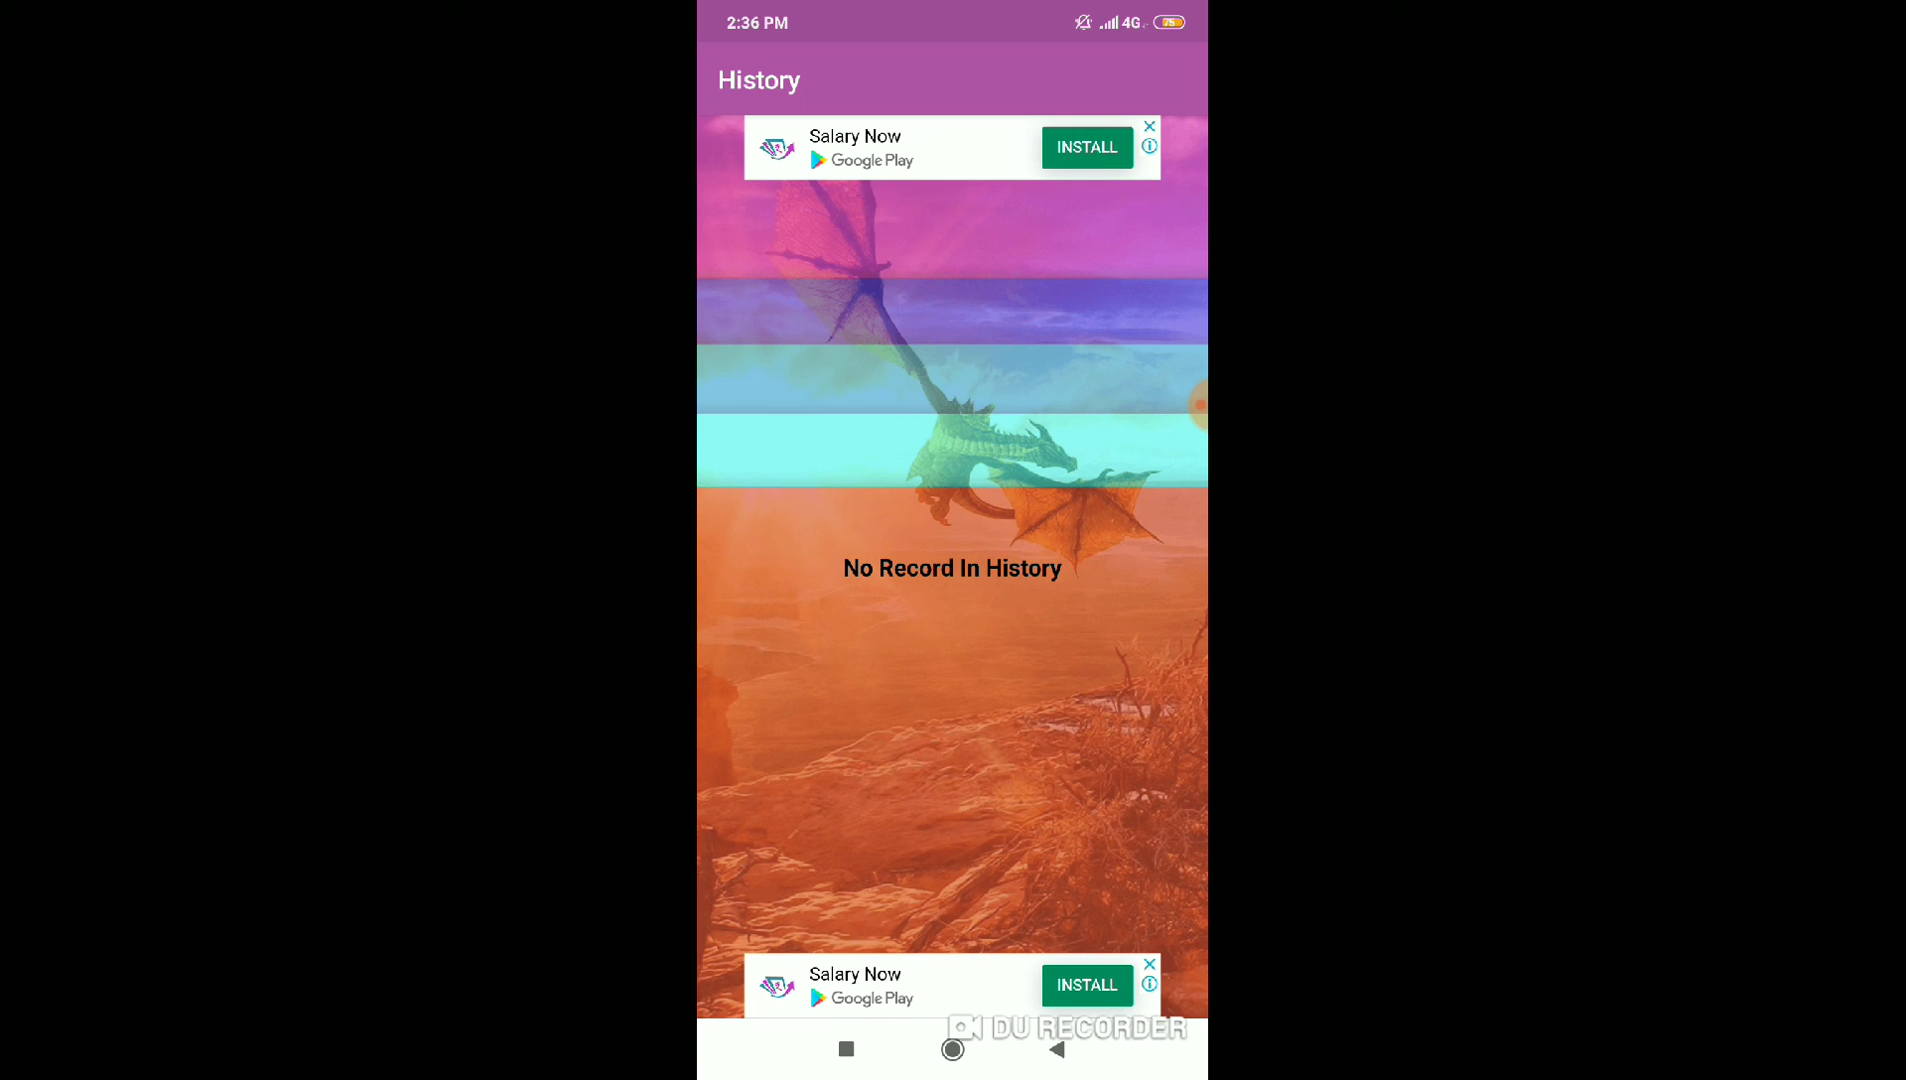 2:36 PM
4G
75
History
Salary Now
Google Play
INSTALL
No Record In History
Salary Now
Google Play
INSTALL
DU RECORDER